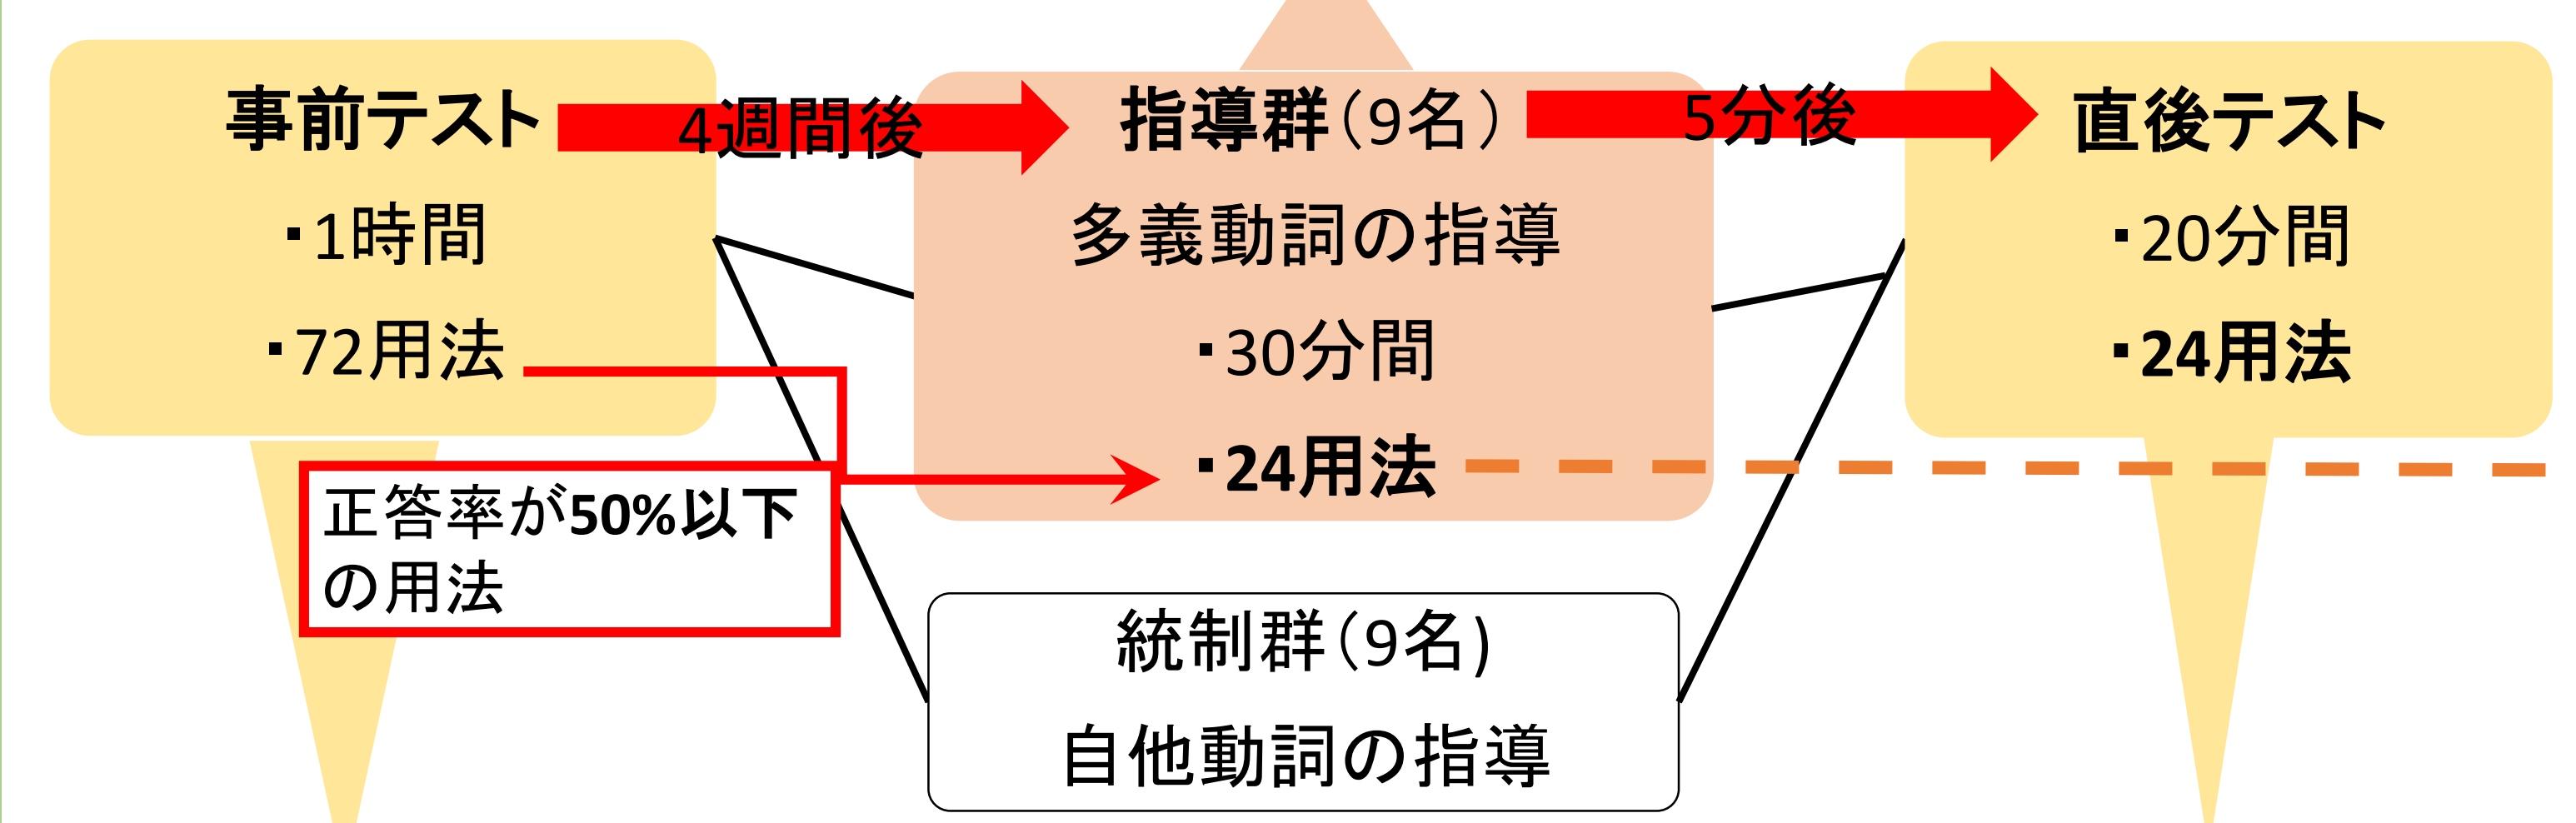 事前テスト
・1時間
・72用法
4週間後
正答率が50%以下
の用法
指導群（9名）
多義動詞の指導
・30分間
・24用法
統制群（9名)
自他動詞の指導
5分後
直後テスト
・20分間
・24用法